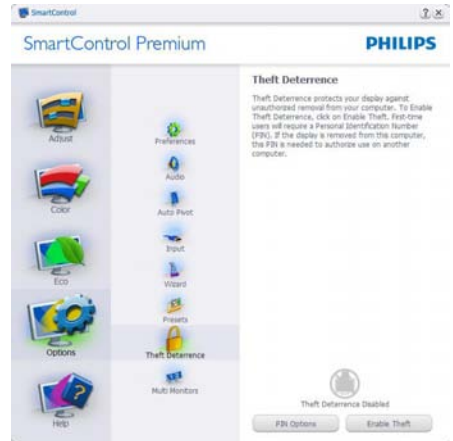 SmartControl
SmartControl Premium
PHILIPS
Adjust
Color
Eco
Options
Help
Preferences
Audio
Auto Pivot
Input
Wizard
Presets
Theft Deterrence
Multi Monitors
Theft Deterrence
Theft Deterrence protects your display against
unauthorized removal from your computer. To Enable
Theft Deterrence, click on Enable Theft. First-time
users will require a Personal Identification Number
(PIN). If the display is removed from this computer,
this PIN is needed to authorize use on another
computer.
Theft Deterrence Disabled
PIN Options
Enable Theft